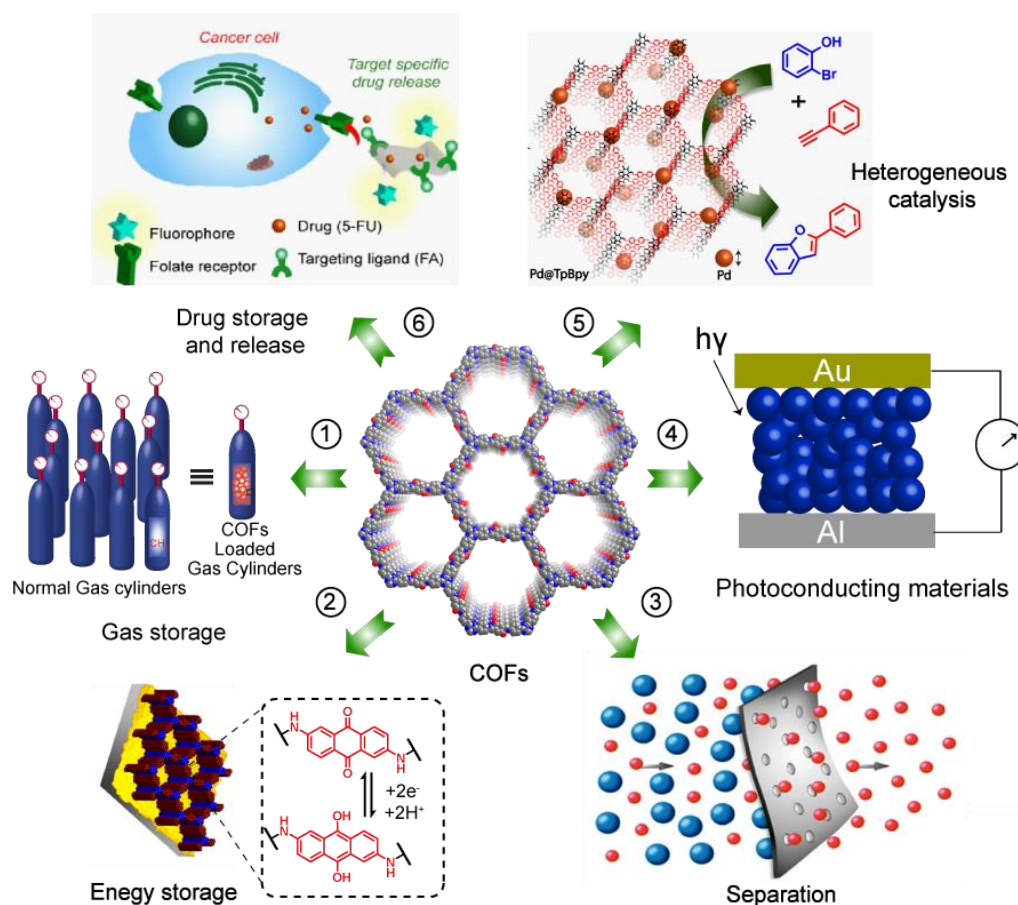 Cancer cell
Target specific
drug release
Fluorophore
Drug (5-FU)
Folate receptor
Targeting ligand (FA)
OH
Br
+
Heterogeneous
catalysis
O
Pd@TpBpy
Pd
Drug storage
and release
⑥
⑤
hγ
Au
①
④
≡
CH
COFs
Loaded
Gas Cylinders
Normal Gas cylinders
Al
Photoconducting materials
Gas storage
②
③
COFs
H
N
O
O
N
H
+2e-
+2H+
H
N
OH
OH
N
H
Enegy storage
Separation